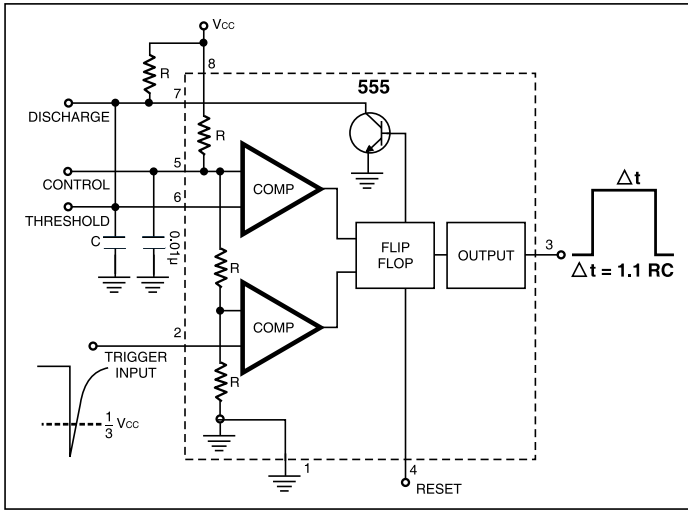 Vcc
8
R
555
7
DISCHARGE
R
5
CONTROL
COMP
6
THRESHOLD
C
0.01μ
R
FLIP
FLOP
OUTPUT
3
Δt
Δt = 1.1 RC
COMP
2
TRIGGER
INPUT
R
1/3 Vcc
1
4
RESET